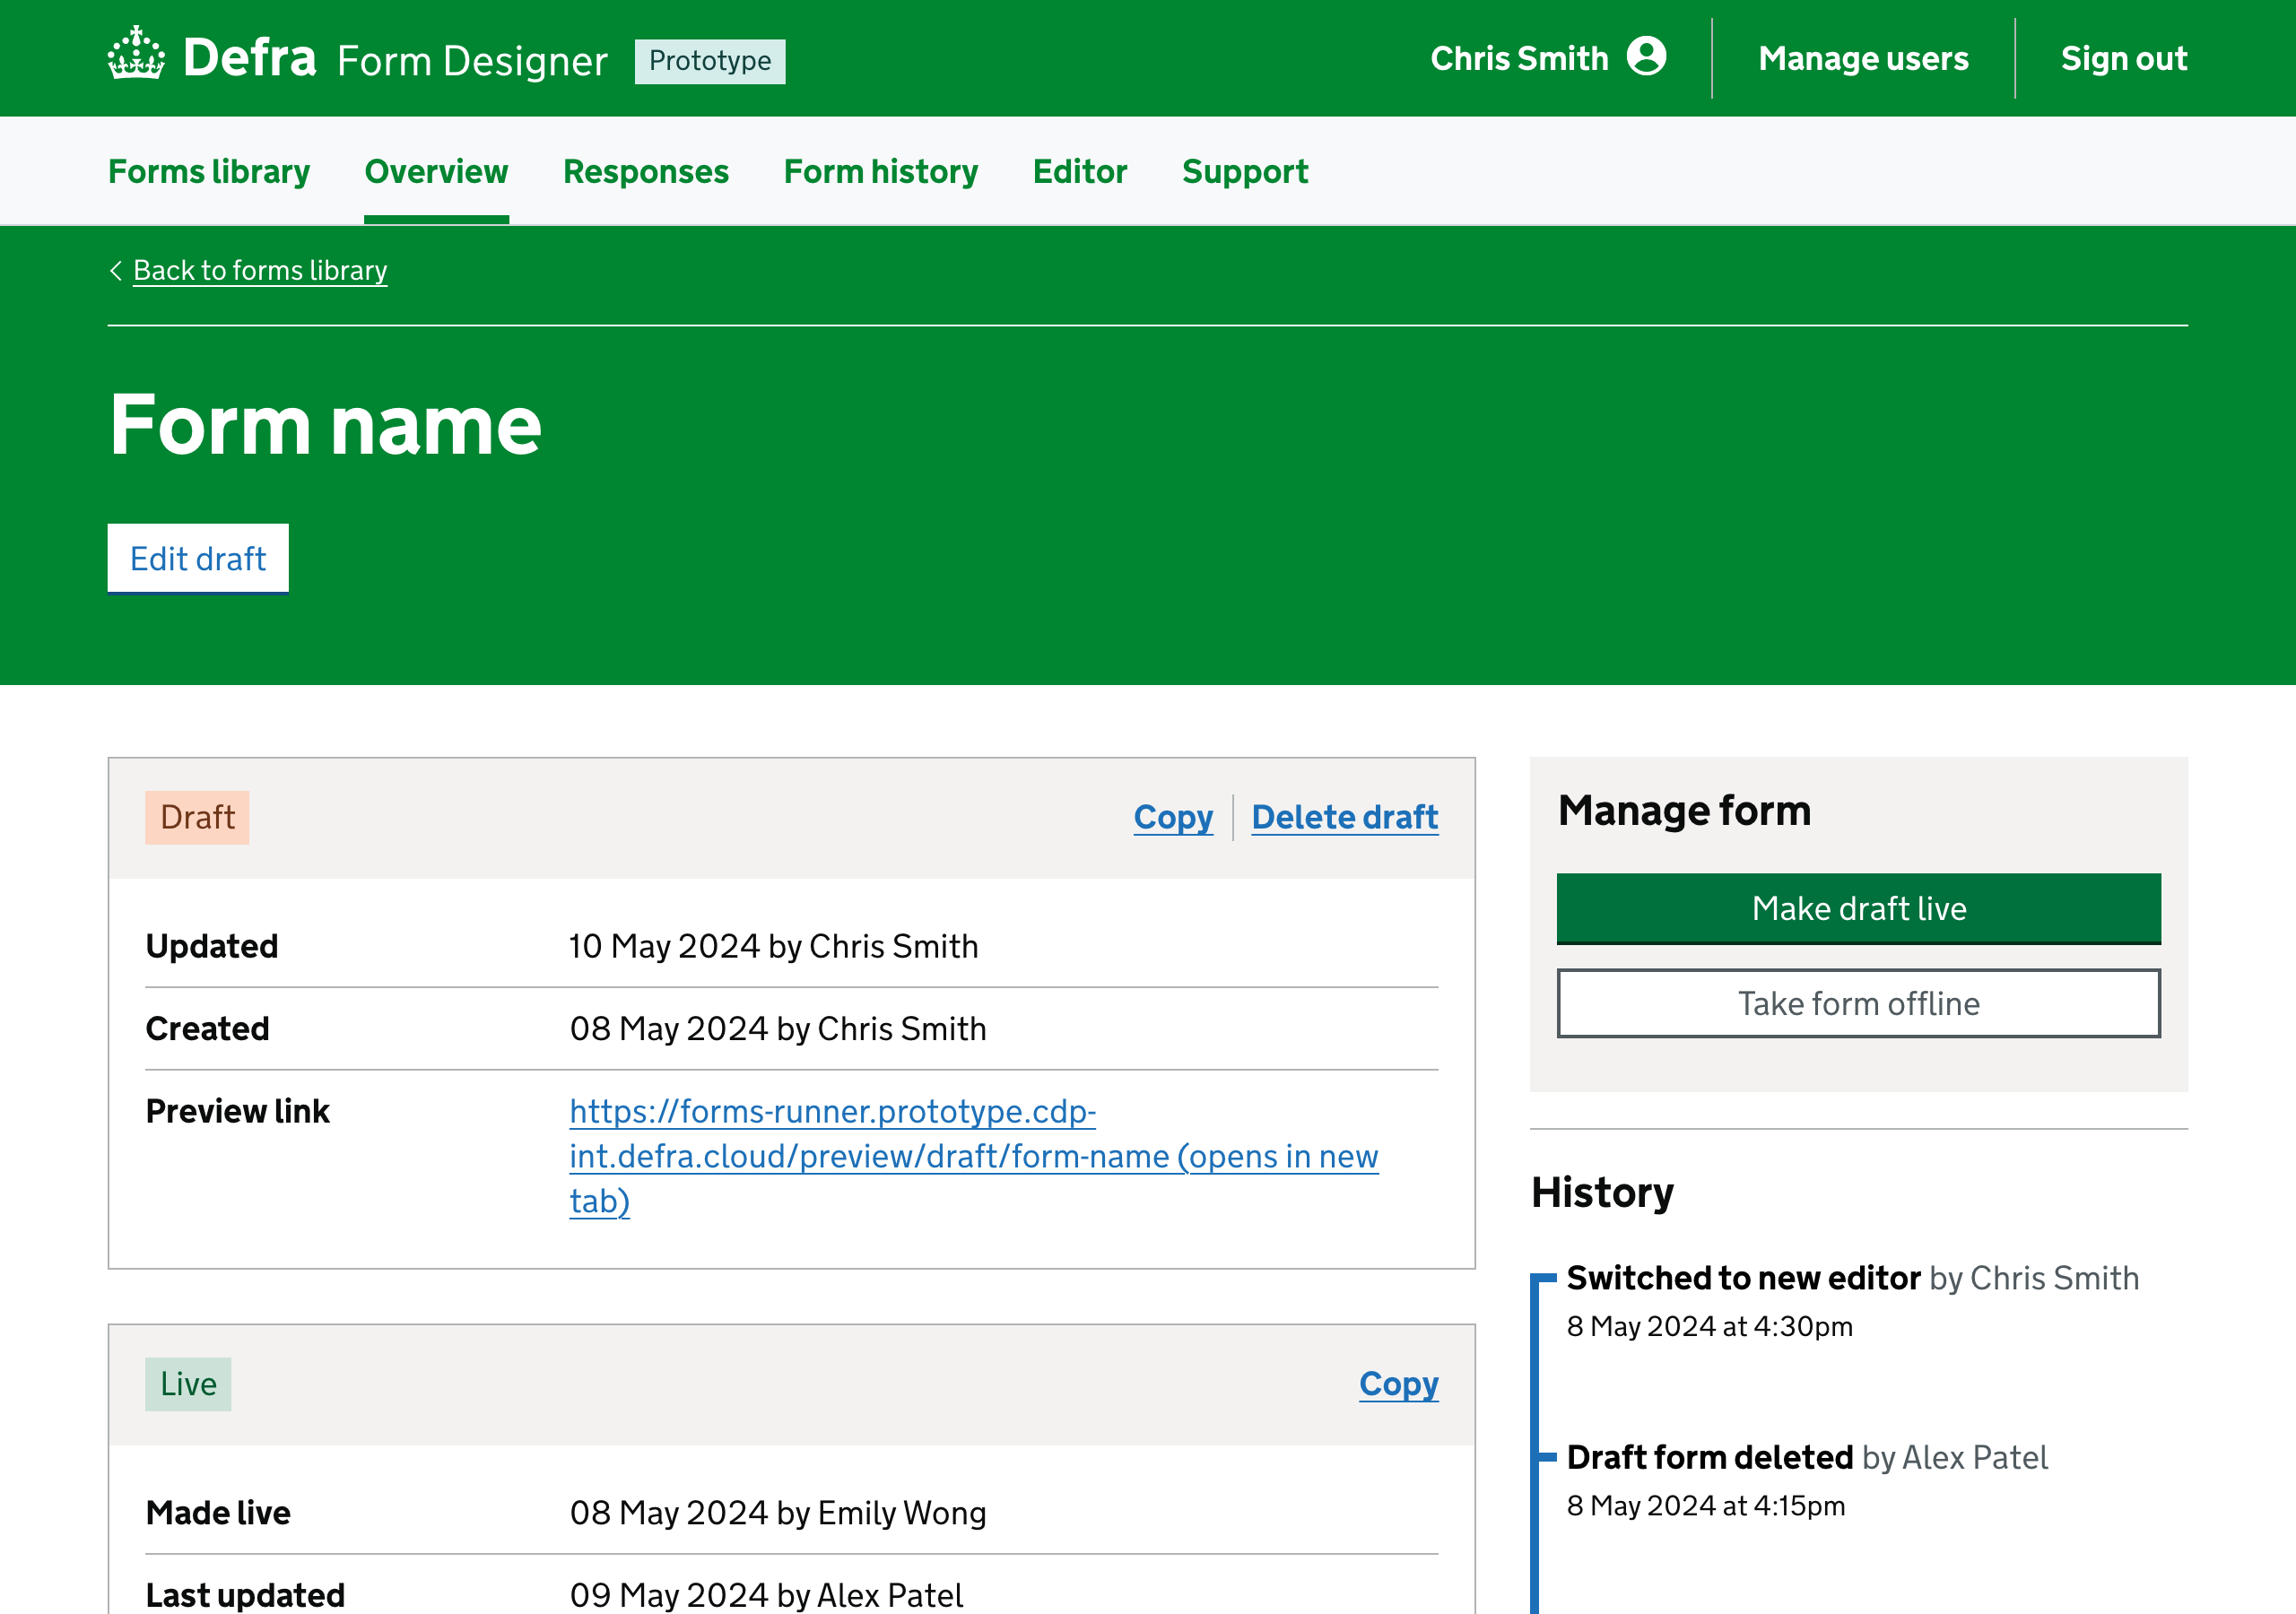 Defra Form Designer Prototype
Chris Smith Manage users Sign out
Forms library Overview Responses Form history Editor Support
Back to forms library
Form name
Edit draft
Draft Copy Delete draft
Updated 10 May 2024 by Chris Smith
Created 08 May 2024 by Chris Smith
Preview link https://forms-runner.prototype.cdp-
int.defra.cloud/preview/draft/form-name (opens in new
tab)
Live Copy
Made live 08 May 2024 by Emily Wong
Last updated 09 May 2024 by Alex Patel
Manage form
Make draft live
Take form offline
History
Switched to new editor by Chris Smith
8 May 2024 at 4:30pm
Draft form deleted by Alex Patel
8 May 2024 at 4:15pm